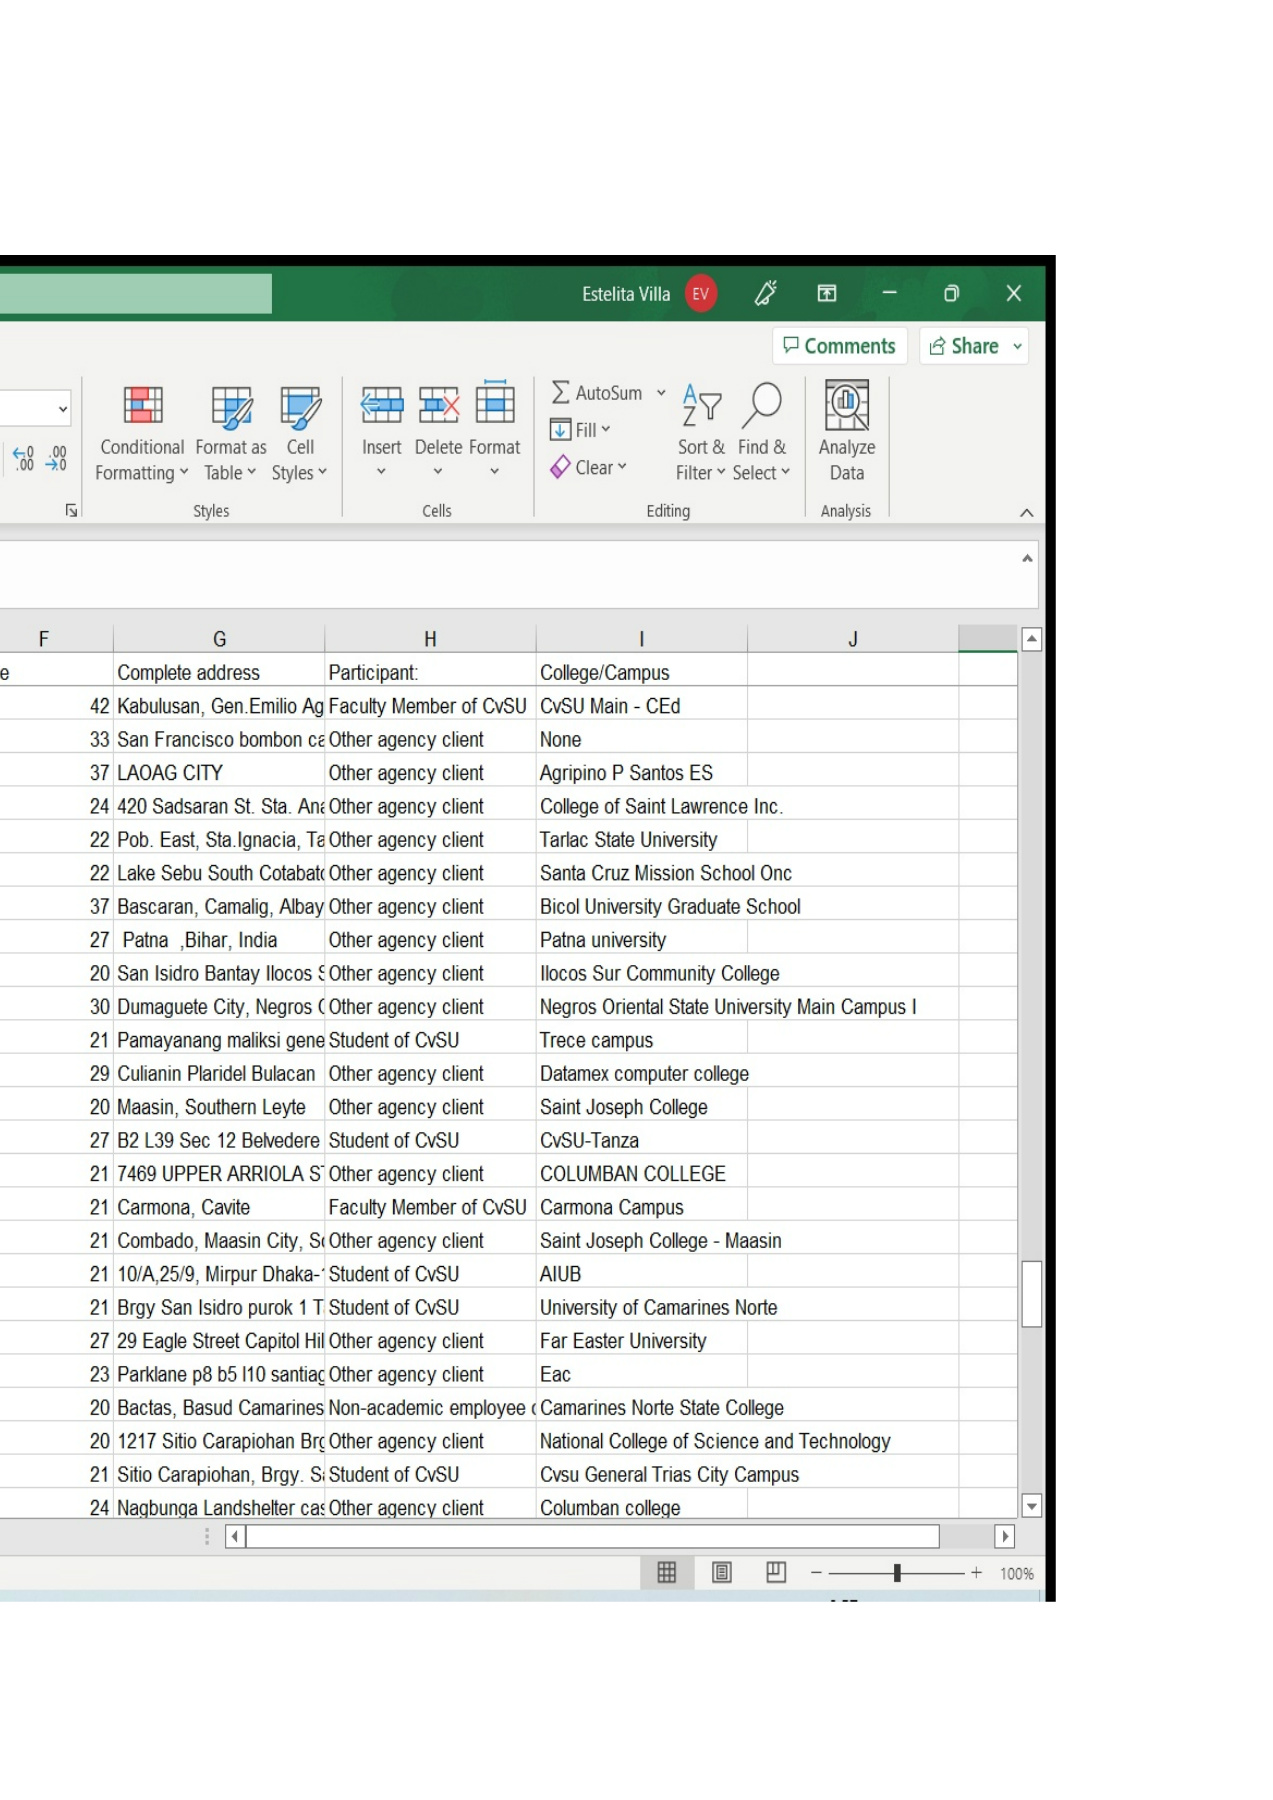 Estelita Villa EV
Comments Share
AutoSum
Fill
Clear
Conditional Formatting Format as Table Cell Styles Insert Delete Format Sort & Filter Find & Select Analyze Data
Styles Cells Editing Analysis
F G H I J
e Complete address Participant: College/Campus
42 Kabulusan, Gen.Emilio Ag Faculty Member of CvSU CvSU Main - CEd
33 San Francisco bombon ca Other agency client None
37 LAOAG CITY Other agency client Agripino P Santos ES
24 420 Sadsaran St. Sta. Ana Other agency client College of Saint Lawrence Inc.
22 Pob. East, Sta.Ignacia, Ta Other agency client Tarlac State University
22 Lake Sebu South Cotabato Other agency client Santa Cruz Mission School Onc
37 Bascaran, Camalig, Albay Other agency client Bicol University Graduate School
27 Patna ,Bihar, India Other agency client Patna university
20 San Isidro Bantay Ilocos S Other agency client Ilocos Sur Community College
30 Dumaguete City, Negros O Other agency client Negros Oriental State University Main Campus I
21 Pamayanang maliksi gene Student of CvSU Trece campus
29 Culianin Plaridel Bulacan Other agency client Datamex computer college
20 Maasin, Southern Leyte Other agency client Saint Joseph College
27 B2 L39 Sec 12 Belvedere Student of CvSU CvSU-Tanza
21 7469 UPPER ARRIOLA ST Other agency client COLUMBAN COLLEGE
21 Carmona, Cavite Faculty Member of CvSU Carmona Campus
21 Combado, Maasin City, So Other agency client Saint Joseph College - Maasin
21 10/A,25/9, Mirpur Dhaka-1 Student of CvSU AIUB
21 Brgy San Isidro purok 1 T Student of CvSU University of Camarines Norte
27 29 Eagle Street Capitol Hil Other agency client Far Easter University
23 Parklane p8 b5 l10 santiag Other agency client Eac
20 Bactas, Basud Camarines Non-academic employee Camarines Norte State College
20 1217 Sitio Carapiohan Brg Other agency client National College of Science and Technology
21 Sitio Carapiohan, Brgy. Sa Student of CvSU Cvsu General Trias City Campus
24 Nagbunga Landshelter cas Other agency client Columban college
100%